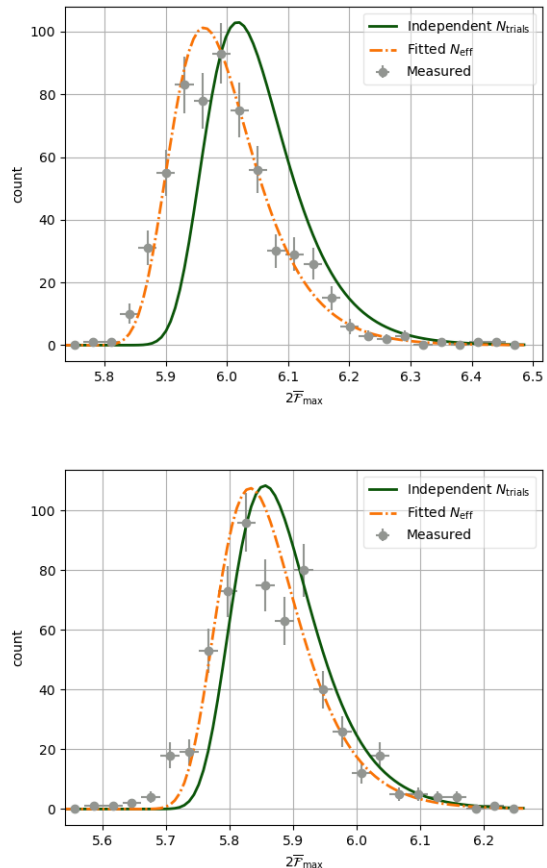 Independent N_trials
Fitted N_eff
Measured
100
80
60
40
20
0
count
5.8 5.9 6.0 6.1 6.2 6.3 6.4 6.5
2ℱ̅_max
Independent N_trials
Fitted N_eff
Measured
100
80
60
40
20
0
count
5.6 5.7 5.8 5.9 6.0 6.1 6.2
2ℱ̅_max